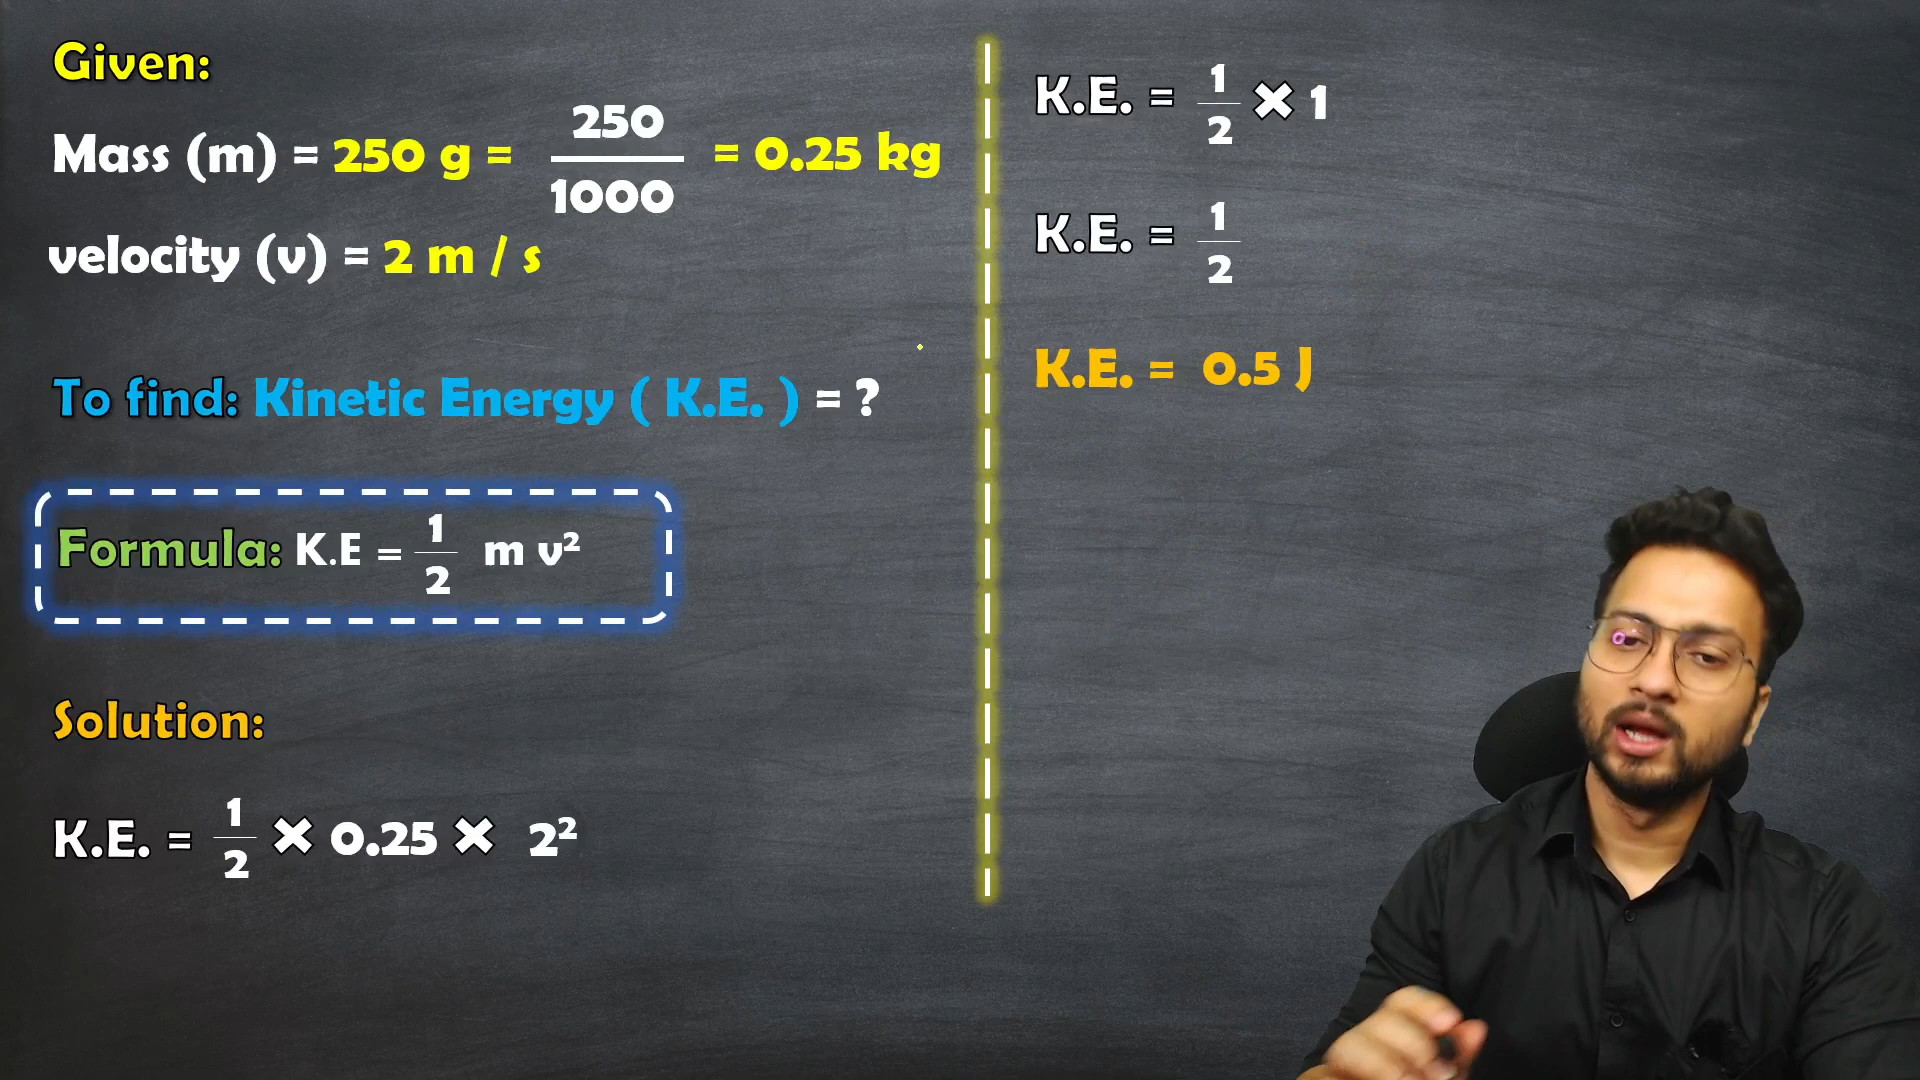 Given:
Mass (m) = 250 g = 250/1000 = 0.25 kg
velocity (v) = 2 m / s
To find: Kinetic Energy ( K.E. ) = ?
Formula: K.E = 1/2 m v²
Solution:
K.E. = 1/2 × 0.25 × 2²
K.E. = 1/2 × 1
K.E. = 1/2
K.E. = 0.5 J